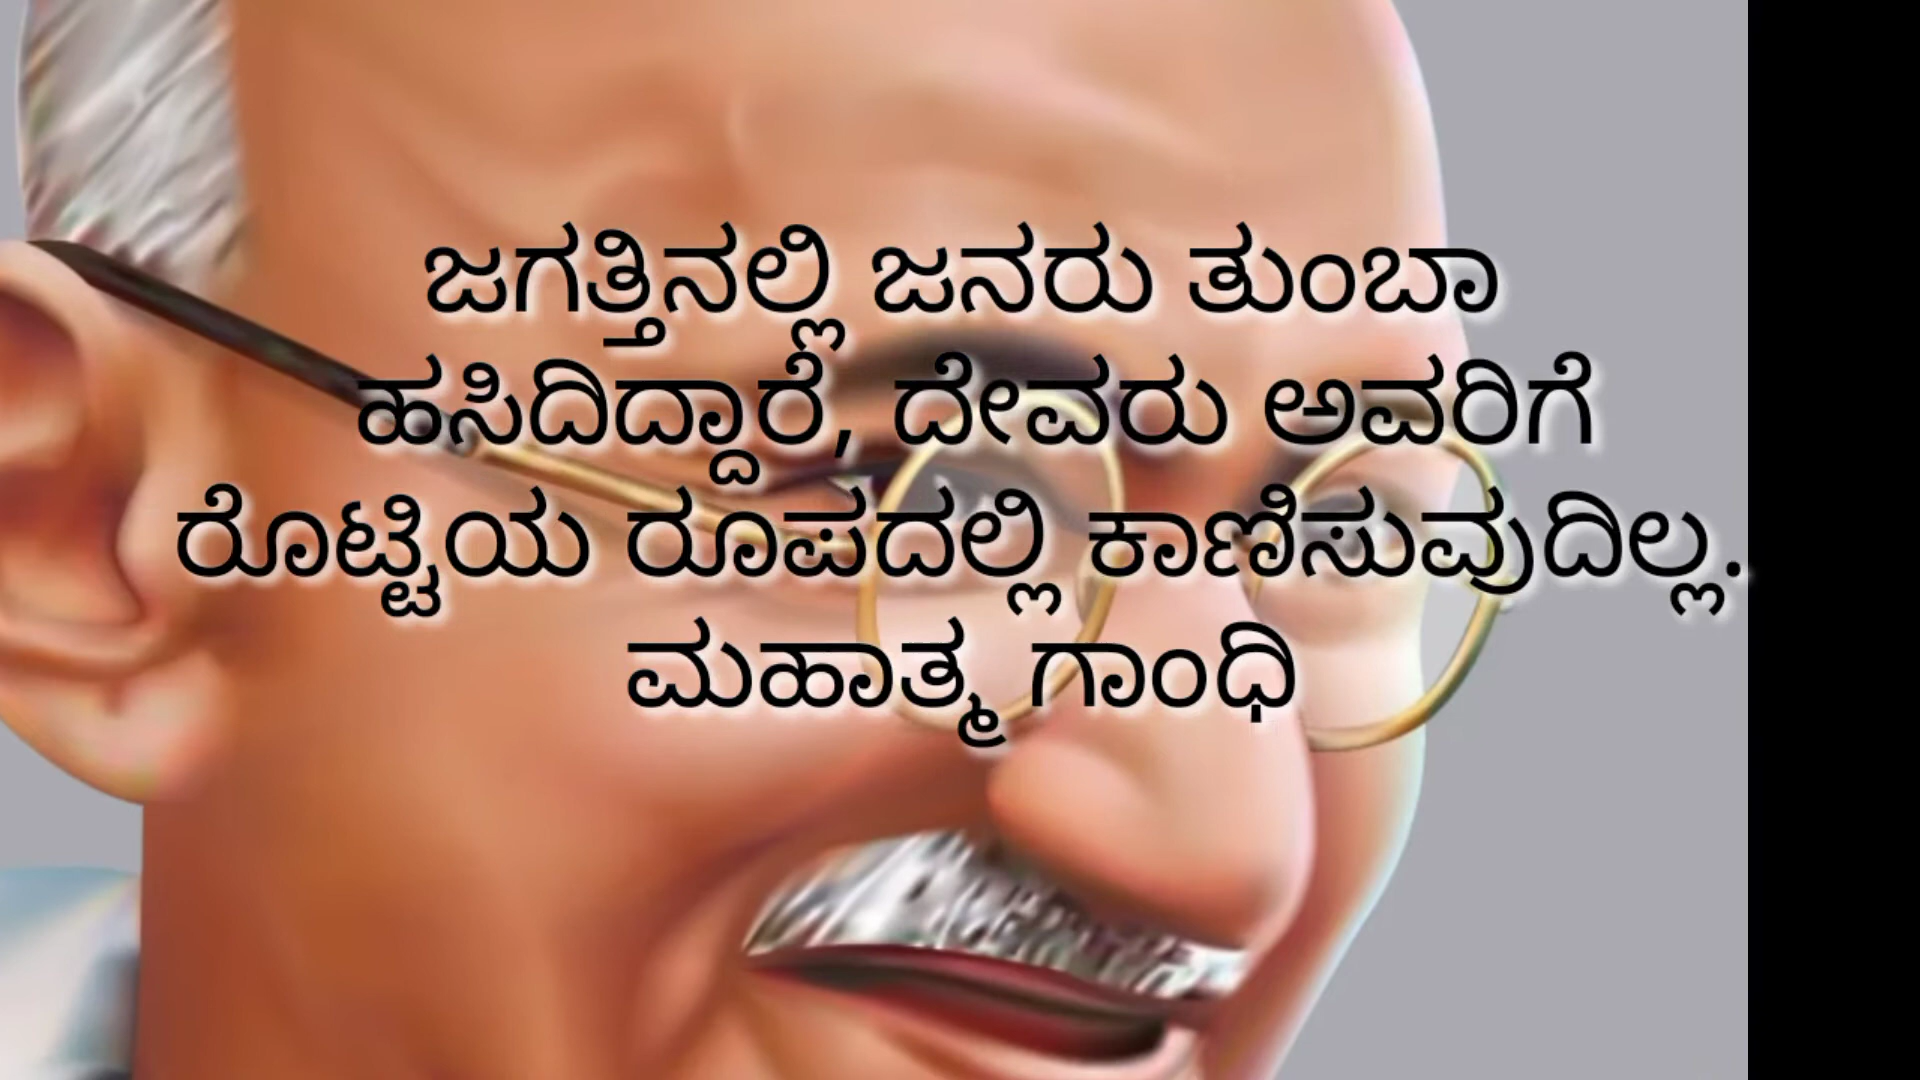 ಜಗತ್ತಿನಲ್ಲಿ ಜನರು ತುಂಬಾ
ಹಸಿದಿದ್ದಾರೆ, ದೇವರು ಅವರಿಗೆ
ರೊಟ್ಟಿಯ ರೂಪದಲ್ಲಿ ಕಾಣಿಸುವುದಿಲ್ಲ.
ಮಹಾತ್ಮ ಗಾಂಧಿ